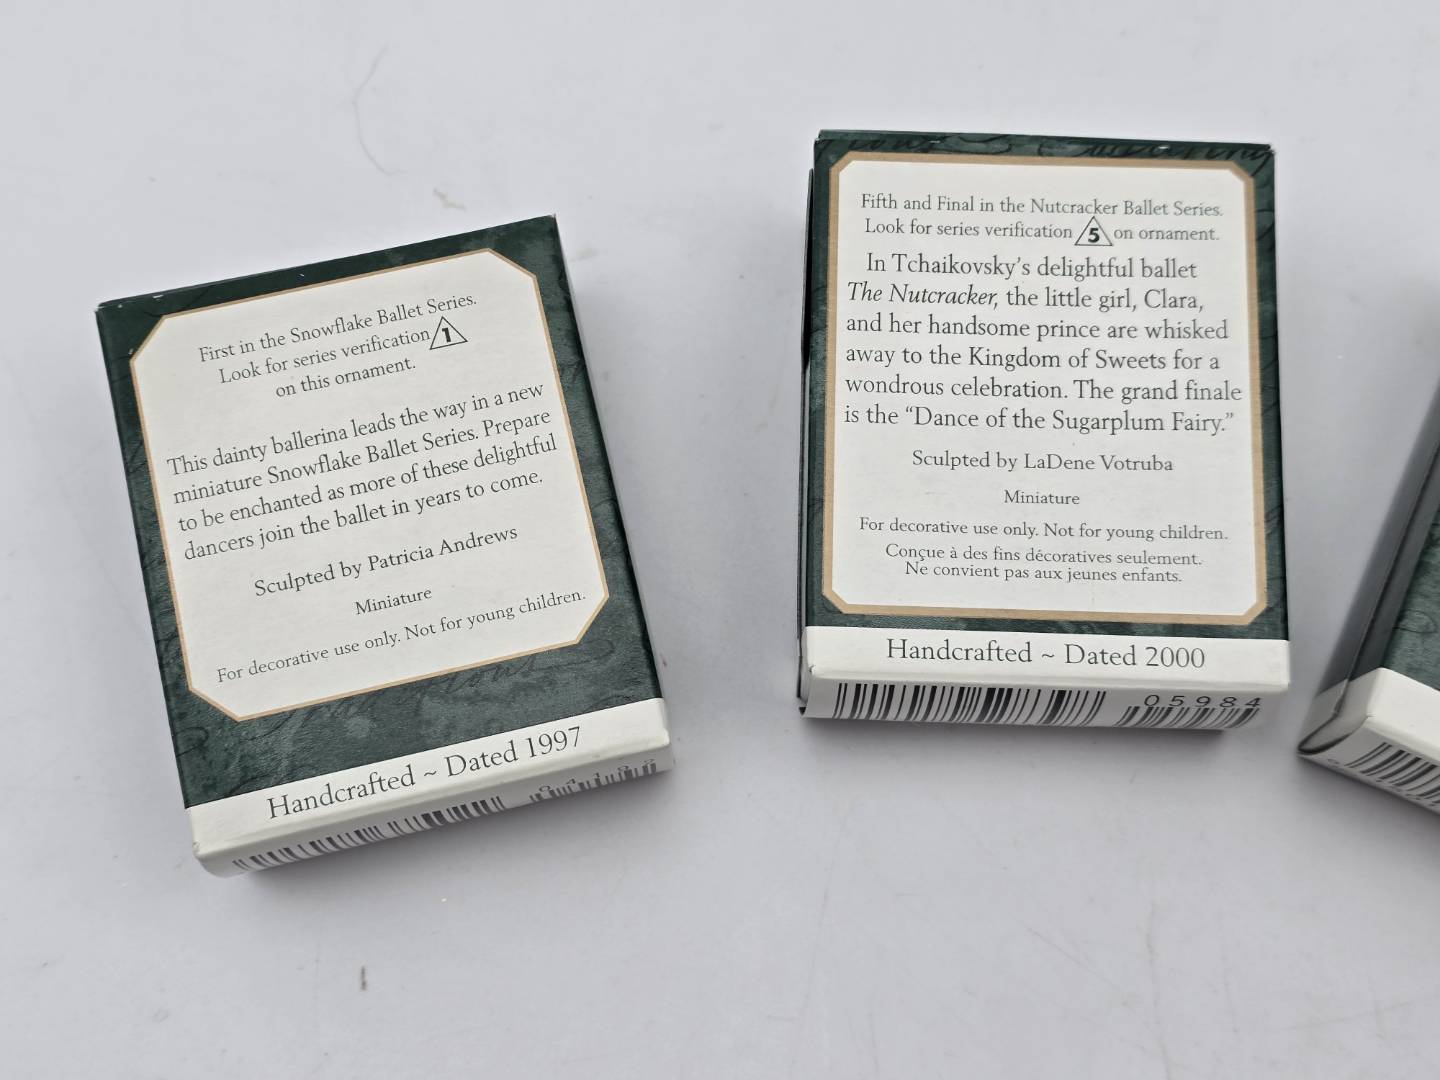 First in the Snowflake Ballet Series.
Look for series verification 1
on this ornament.
This dainty ballerina leads the way in a new
miniature Snowflake Ballet Series. Prepare
to be enchanted as more of these delightful
dancers join the ballet in years to come.
Sculpted by Patricia Andrews
Miniature
For decorative use only. Not for young children.
Handcrafted ~ Dated 1997
Fifth and Final in the Nutcracker Ballet Series.
Look for series verification 5 on ornament.
In Tchaikovsky's delightful ballet
The Nutcracker, the little girl, Clara,
and her handsome prince are whisked
away to the Kingdom of Sweets for a
wondrous celebration. The grand finale
is the “Dance of the Sugarplum Fairy.”
Sculpted by LaDene Votruba
Miniature
For decorative use only. Not for young children.
Conçue à des fins décoratives seulement.
Ne convient pas aux jeunes enfants.
Handcrafted ~ Dated 2000
05984